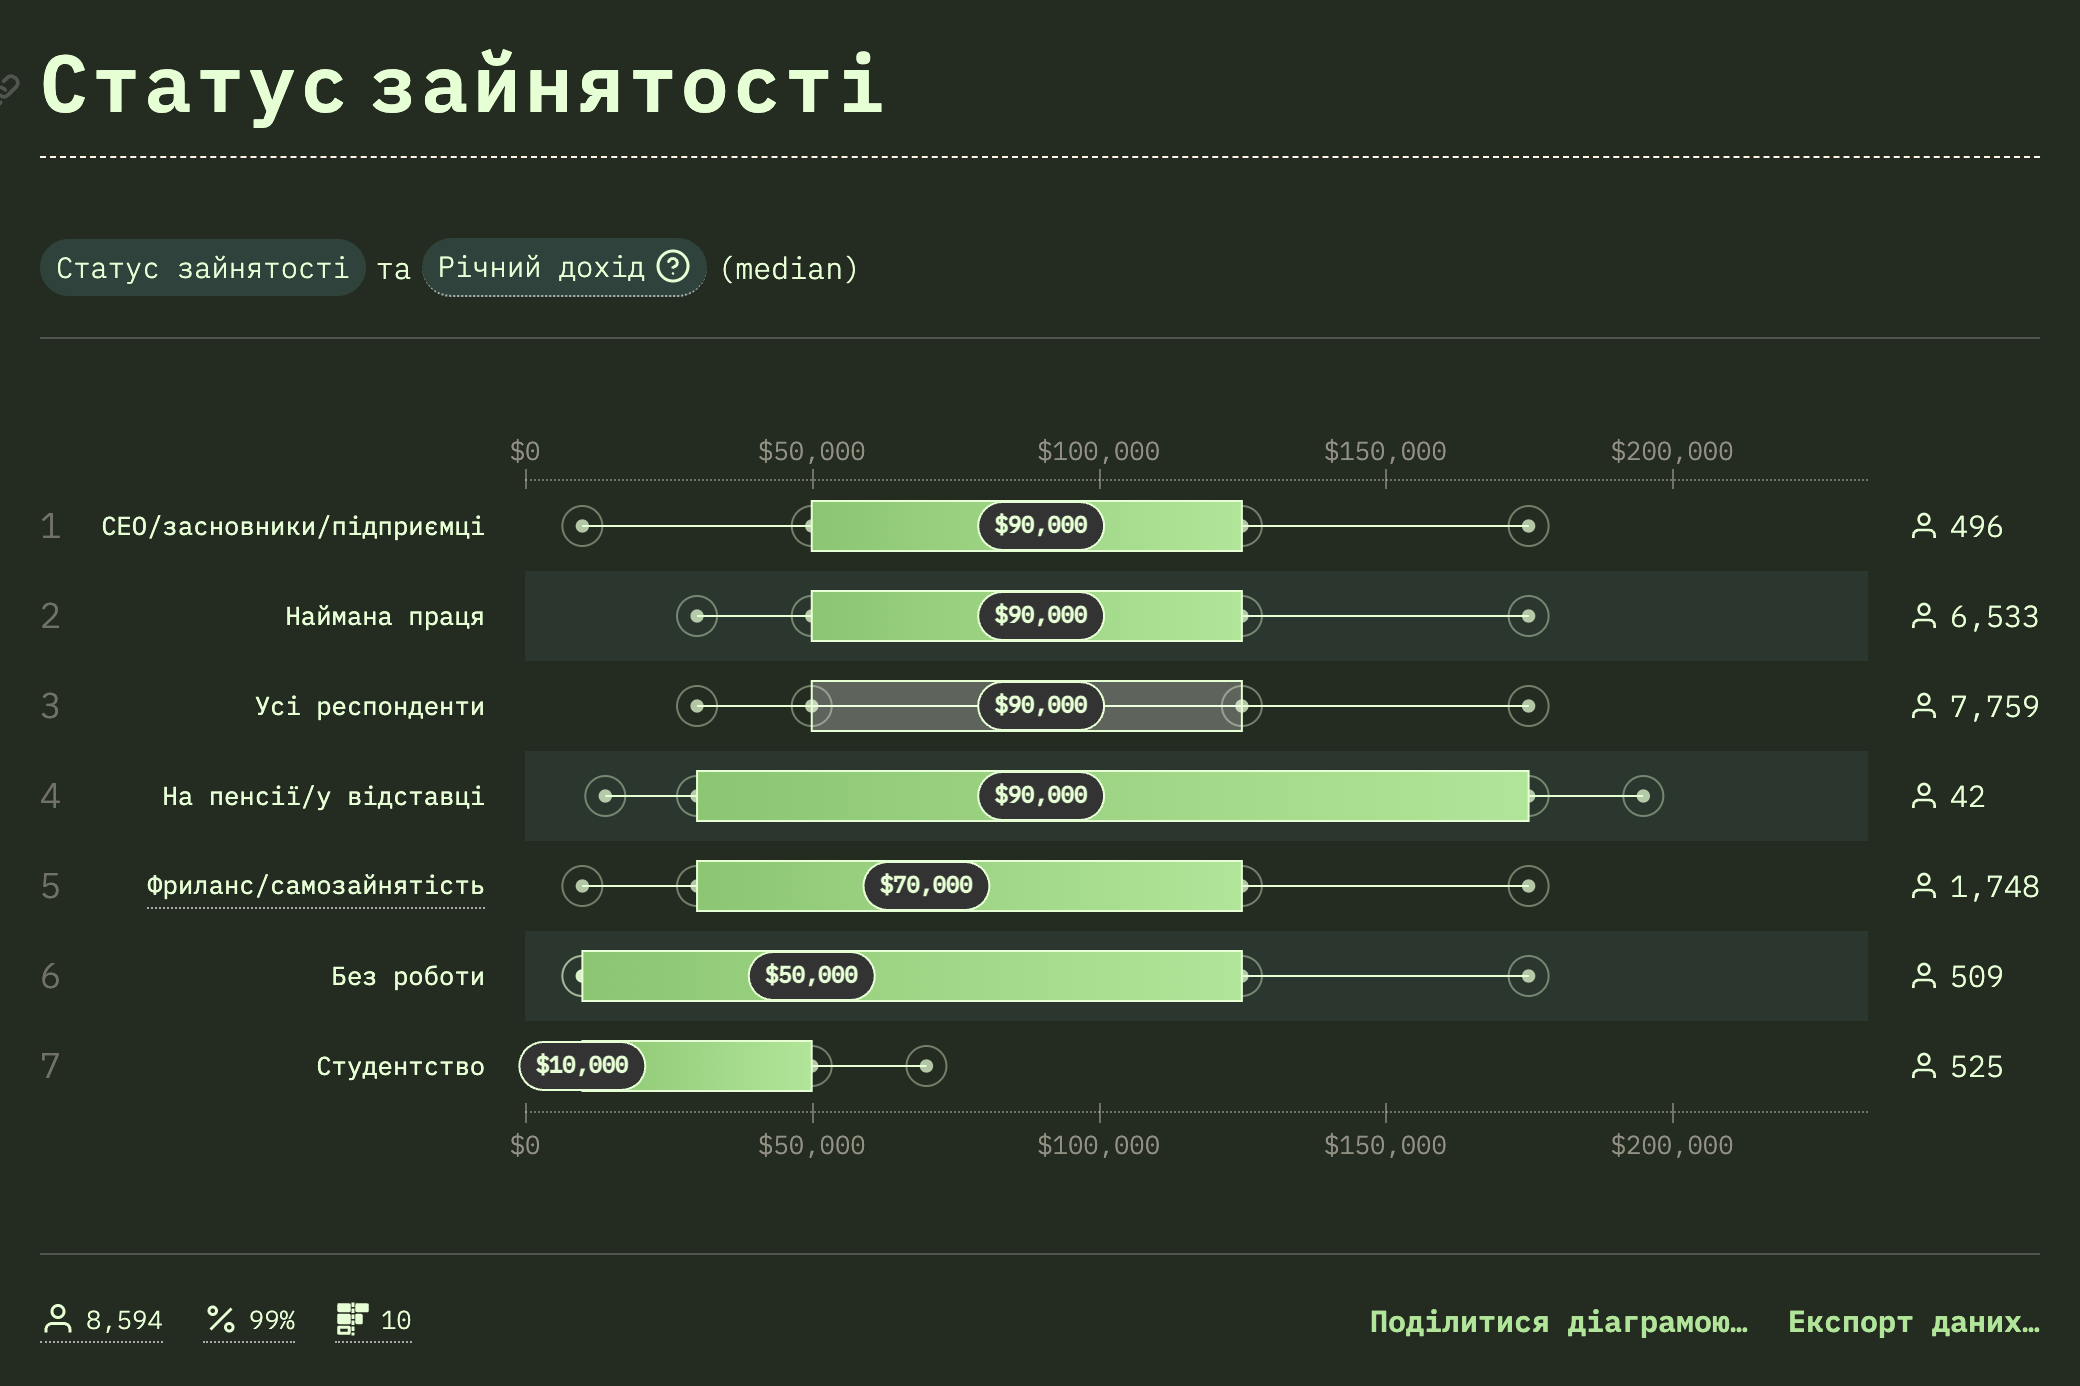 Статус зайнятості
Статус зайнятості та Річний дохід ? (median)
$0 $50,000 $100,000 $150,000 $200,000
1 CEO/засновники/підприємці $90,000 496
2 Наймана праця $90,000 6,533
3 Усі респонденти $90,000 7,759
4 На пенсії/у відставці $90,000 42
5 Фриланс/самозайнятість $70,000 1,748
6 Без роботи $50,000 509
7 Студентство $10,000 525
$0 $50,000 $100,000 $150,000 $200,000
8,594 99% 10 Поділитися діаграмою… Експорт даних…